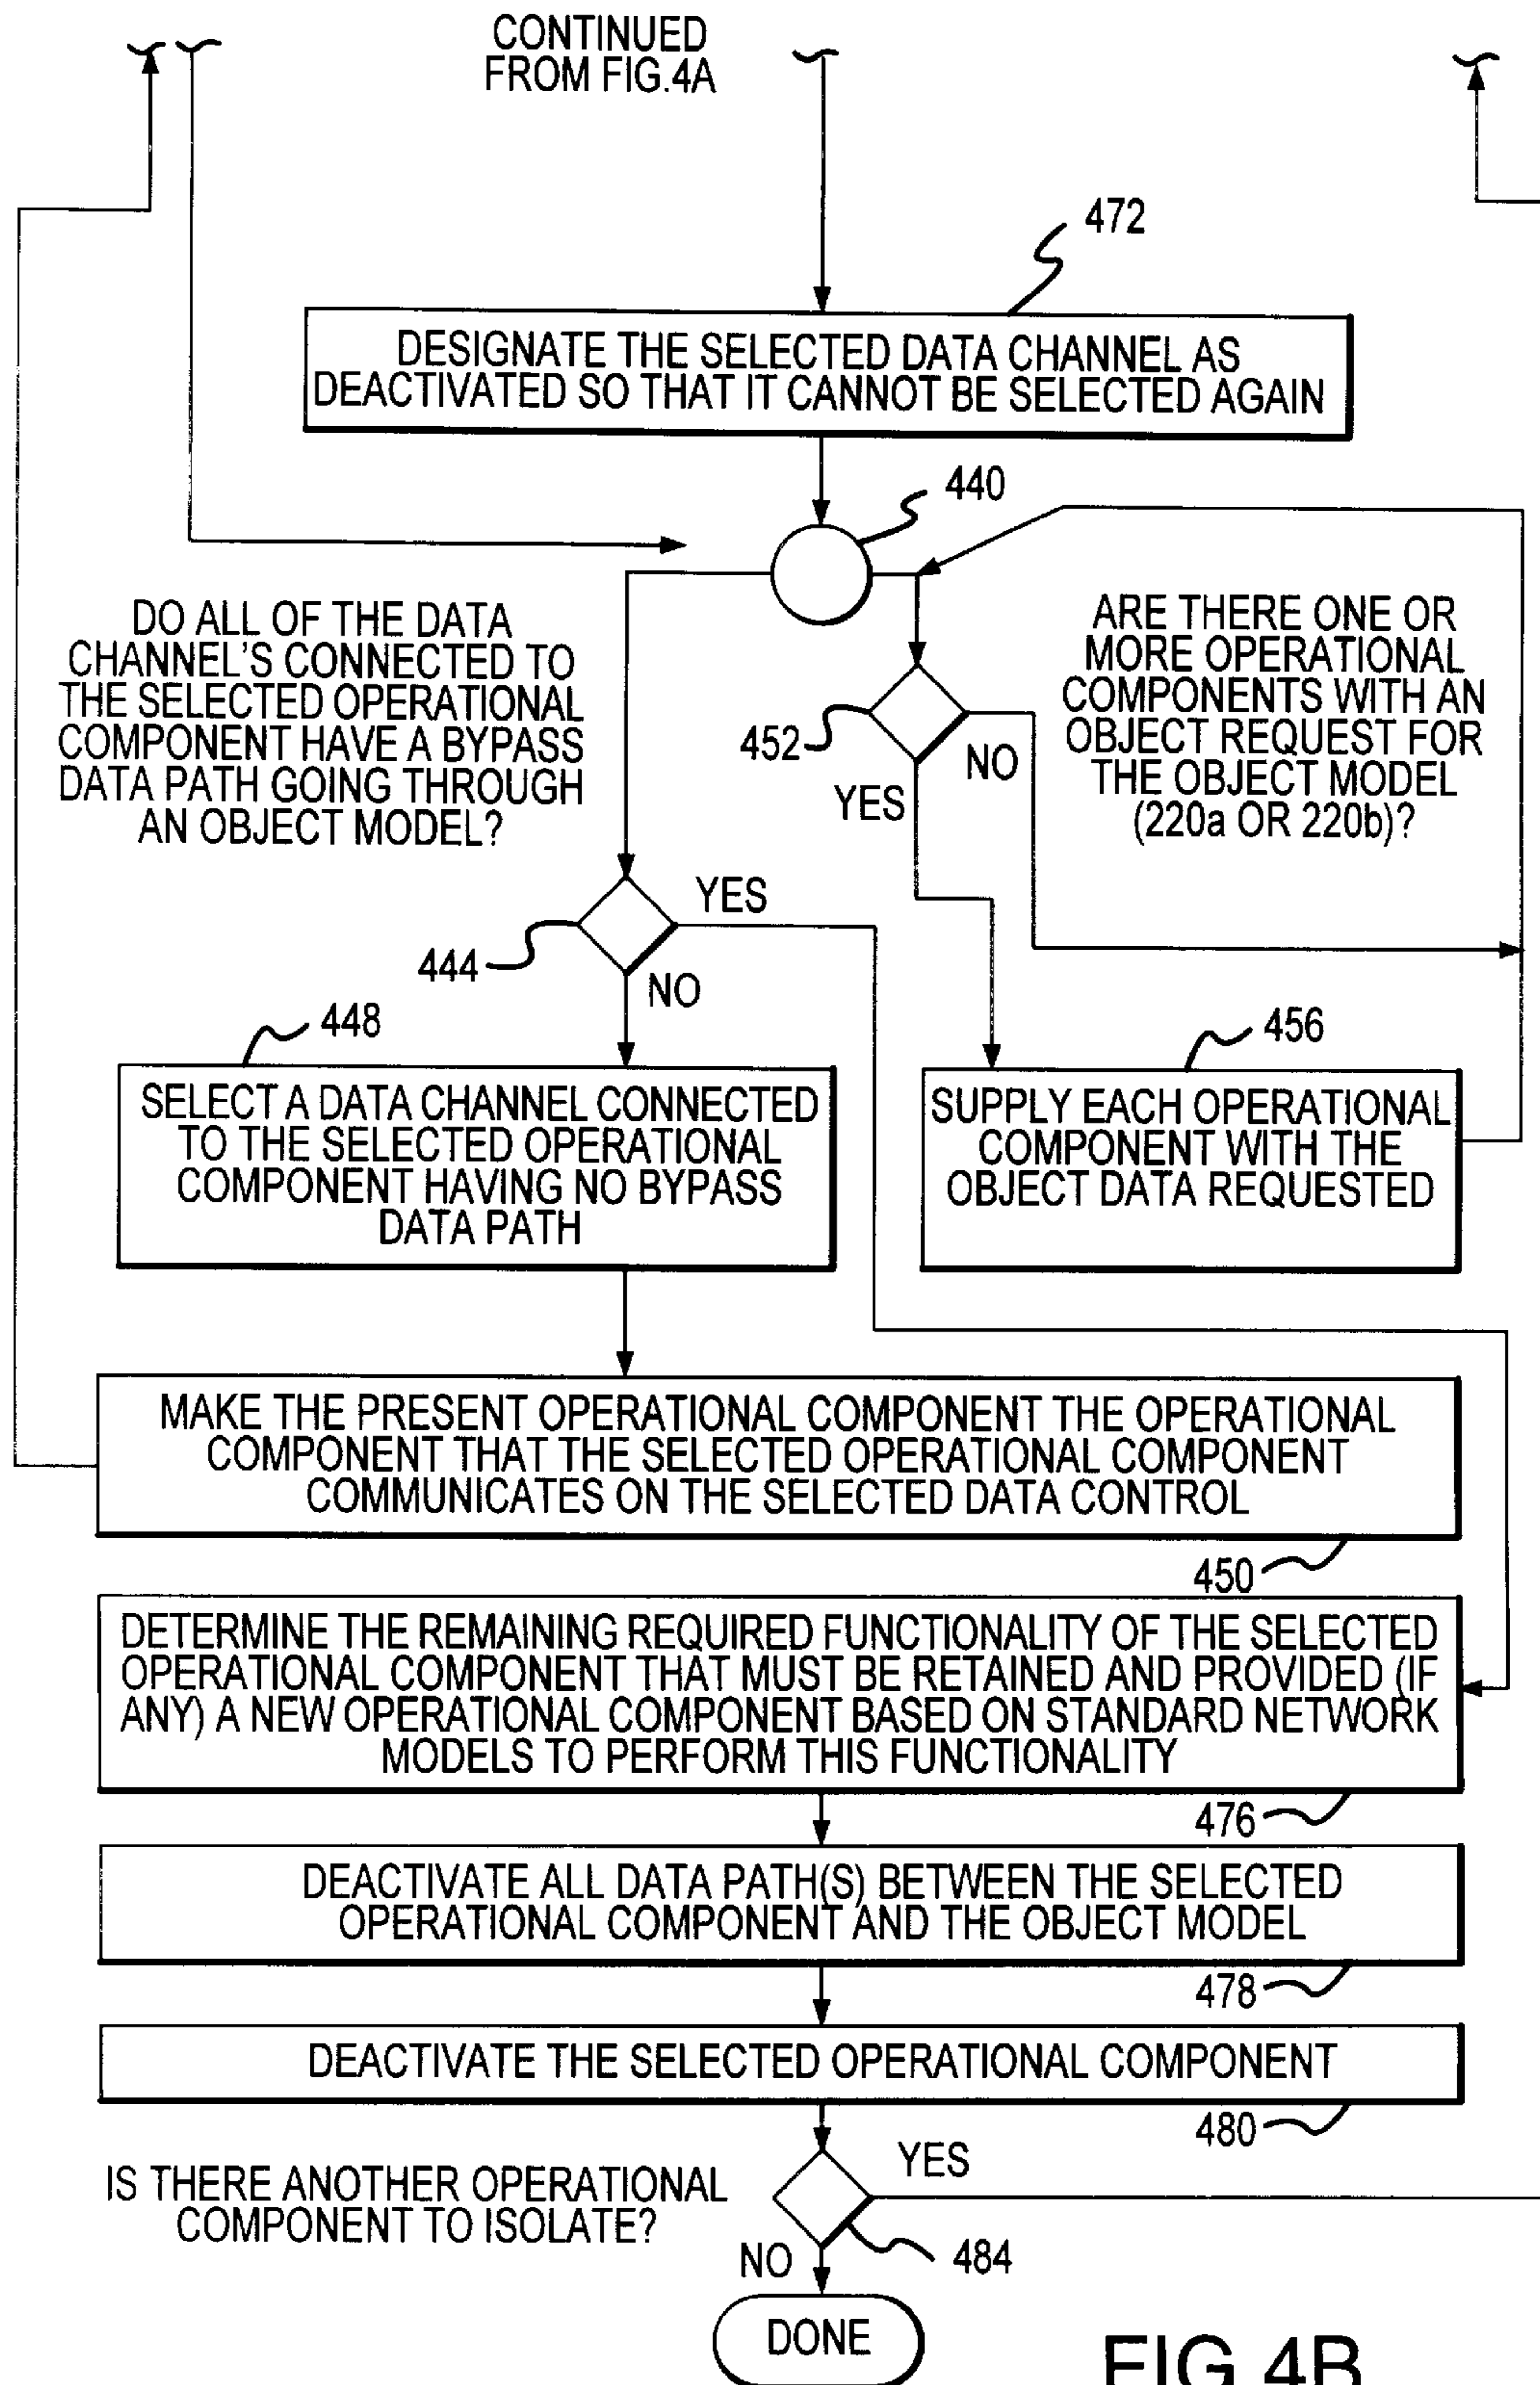 CONTINUED
FROM FIG.4A
472
DESIGNATE THE SELECTED DATA CHANNEL AS
DEACTIVATED SO THAT IT CANNOT BE SELECTED AGAIN
440
DO ALL OF THE DATA
CHANNEL'S CONNECTED TO
THE SELECTED OPERATIONAL
COMPONENT HAVE A BYPASS
DATA PATH GOING THROUGH
AN OBJECT MODEL?
ARE THERE ONE OR
MORE OPERATIONAL
COMPONENTS WITH AN
OBJECT REQUEST FOR
THE OBJECT MODEL
(220a OR 220b)?
452
NO
YES
YES
444
NO
448
456
SELECT A DATA CHANNEL CONNECTED
TO THE SELECTED OPERATIONAL
COMPONENT HAVING NO BYPASS
DATA PATH
SUPPLY EACH OPERATIONAL
COMPONENT WITH THE
OBJECT DATA REQUESTED
MAKE THE PRESENT OPERATIONAL COMPONENT THE OPERATIONAL
COMPONENT THAT THE SELECTED OPERATIONAL COMPONENT
COMMUNICATES ON THE SELECTED DATA CONTROL
450
DETERMINE THE REMAINING REQUIRED FUNCTIONALITY OF THE SELECTED
OPERATIONAL COMPONENT THAT MUST BE RETAINED AND PROVIDED (IF
ANY) A NEW OPERATIONAL COMPONENT BASED ON STANDARD NETWORK
MODELS TO PERFORM THIS FUNCTIONALITY
476
DEACTIVATE ALL DATA PATH(S) BETWEEN THE SELECTED
OPERATIONAL COMPONENT AND THE OBJECT MODEL
478
DEACTIVATE THE SELECTED OPERATIONAL COMPONENT
480
YES
IS THERE ANOTHER OPERATIONAL
COMPONENT TO ISOLATE?
484
NO
DONE
FIG.4B